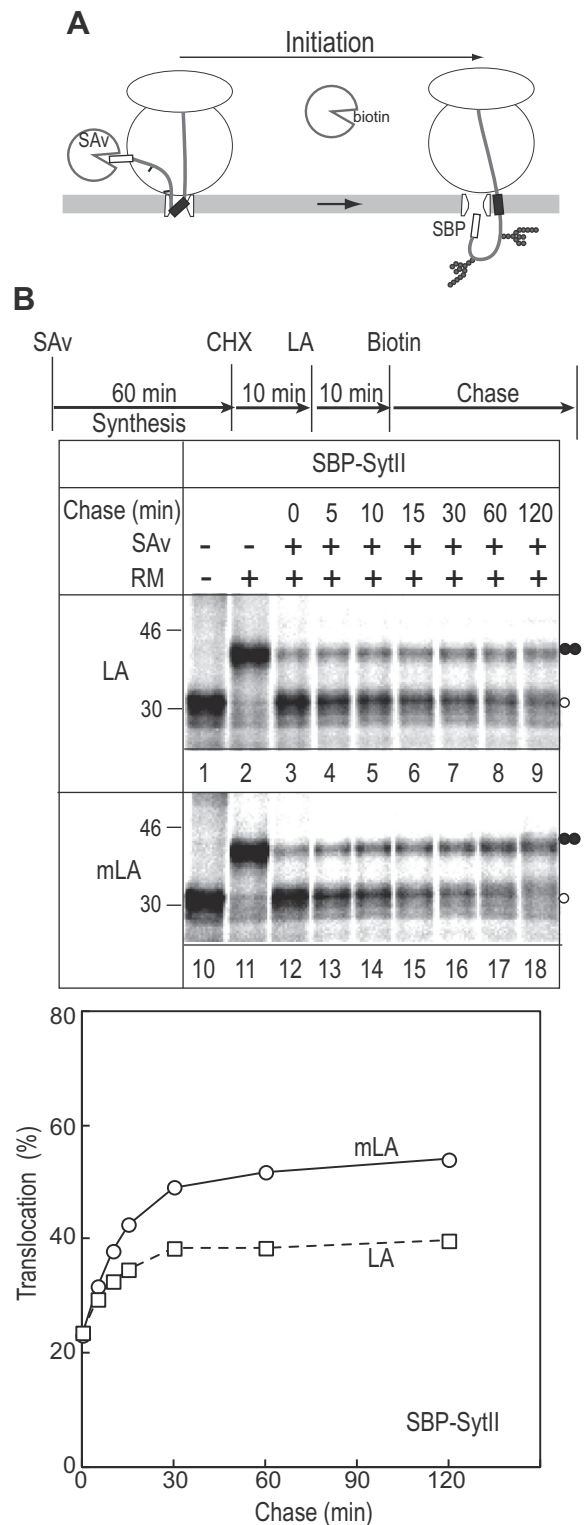 A
Initiation
SAv
biotin
SBP
B
SAv CHX LA Biotin
60 min 10 min 10 min Chase
Synthesis
SBP-SytII
Chase (min) 0 5 10 15 30 60 120
SAv - - + + + + + + +
RM - + + + + + + + +
46
LA
30
1 2 3 4 5 6 7 8 9
46
mLA
30
10 11 12 13 14 15 16 17 18
80
60
mLA
40
LA
20
SBP-SytII
0
0 30 60 90 120
Translocation (%)
Chase (min)